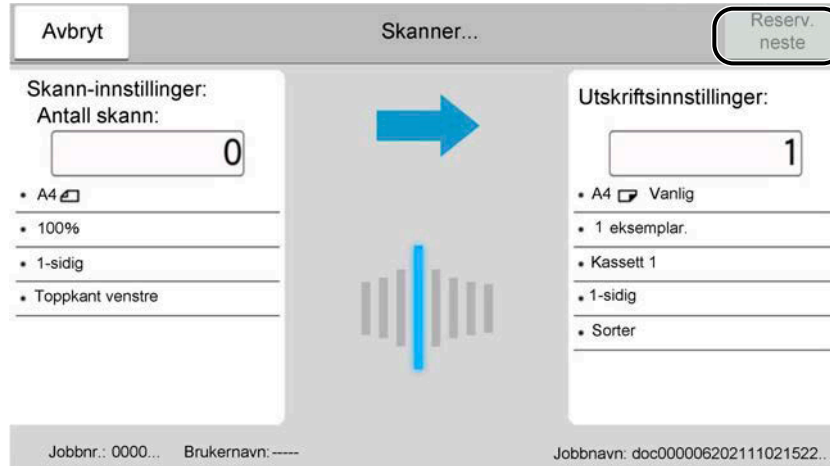 Avbryt
Skanner...
Reserv.
neste
Skann-innstillinger:
Antall skann:
0
• A4
• 100%
• 1-sidig
• Toppkant venstre
Utskriftsinnstillinger:
1
• A4 Vanlig
• 1 eksemplar.
• Kassett 1
• 1-sidig
• Sorter
Jobbnr.: 0000... Brukernavn: -----
Jobbnavn: doc000006202111021522..